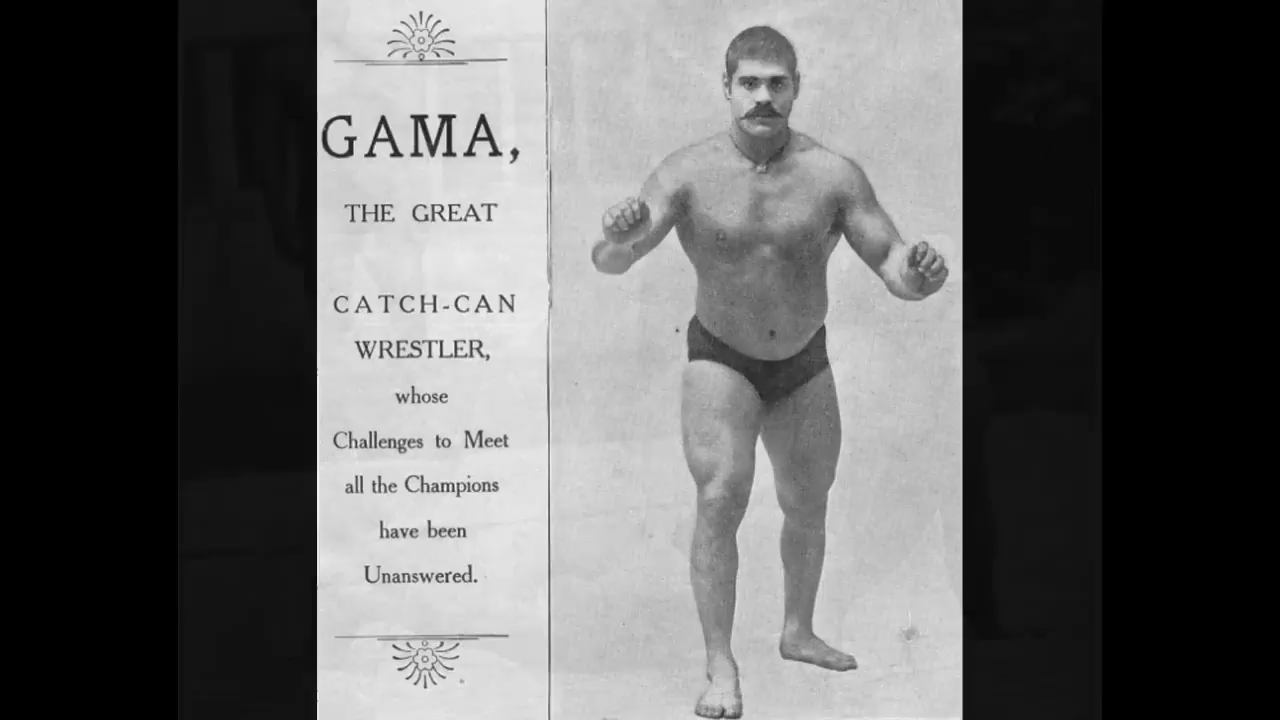 GAMA,
THE GREAT
CATCH-CAN
WRESTLER,
whose
Challenges to Meet
all the Champions
have been
Unanswered.